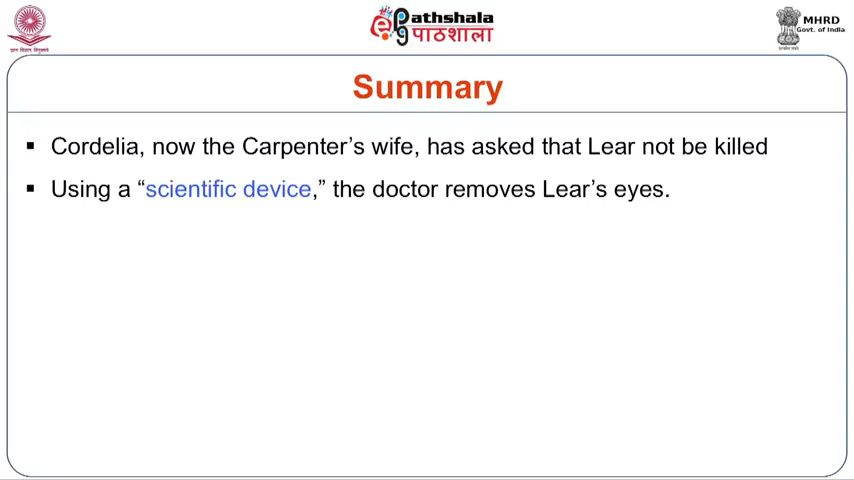 ePathshala
पाठशाला
MHRD
Govt. of India
Summary
▪ Cordelia, now the Carpenter’s wife, has asked that Lear not be killed
▪ Using a “scientific device,” the doctor removes Lear’s eyes.